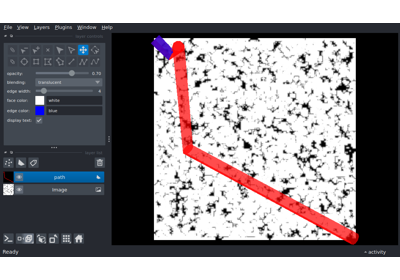 File View Layers Plugins Window Help
opacity: 0.70
blending: translucent
edge width:
face color: white
edge color: blue
display text:
path
image
Ready
activity